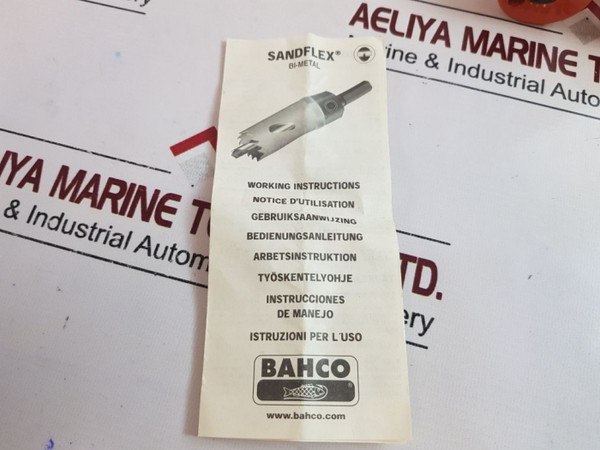 SANDFLEX®
BI-METAL
WORKING INSTRUCTIONS
NOTICE D'UTILISATION
GEBRUIKSAANWIJZING
BEDIENUNGSANLEITUNG
ARBETSINSTRUKTION
TYÖSKENTELYOHJE
INSTRUCCIONES
DE MANEJO
ISTRUZIONI PER L'USO
BAHCO
www.bahco.com
AELIYA MARINE T
ine & Industrial Auto
IYA MARINE T
& Industrial Autom
TD.
ery